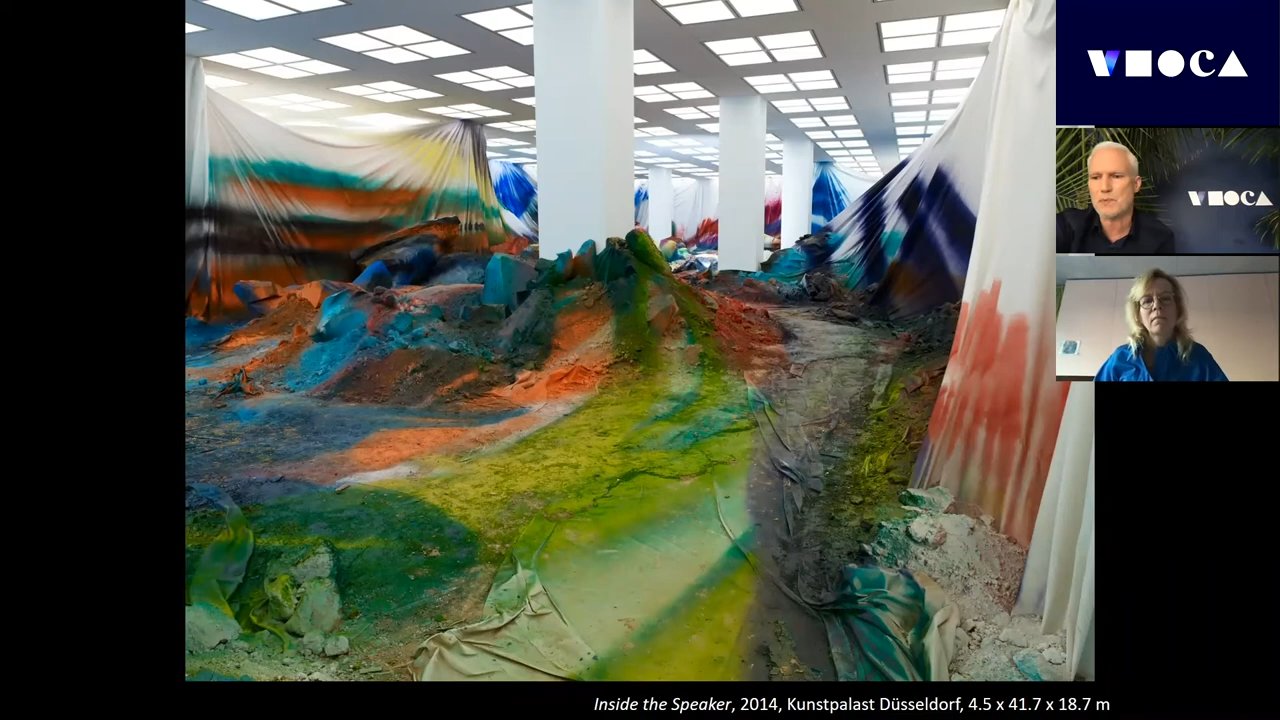 VMOCA
VMOCA
Inside the Speaker, 2014, Kunstpalast Düsseldorf, 4.5 x 41.7 x 18.7 m